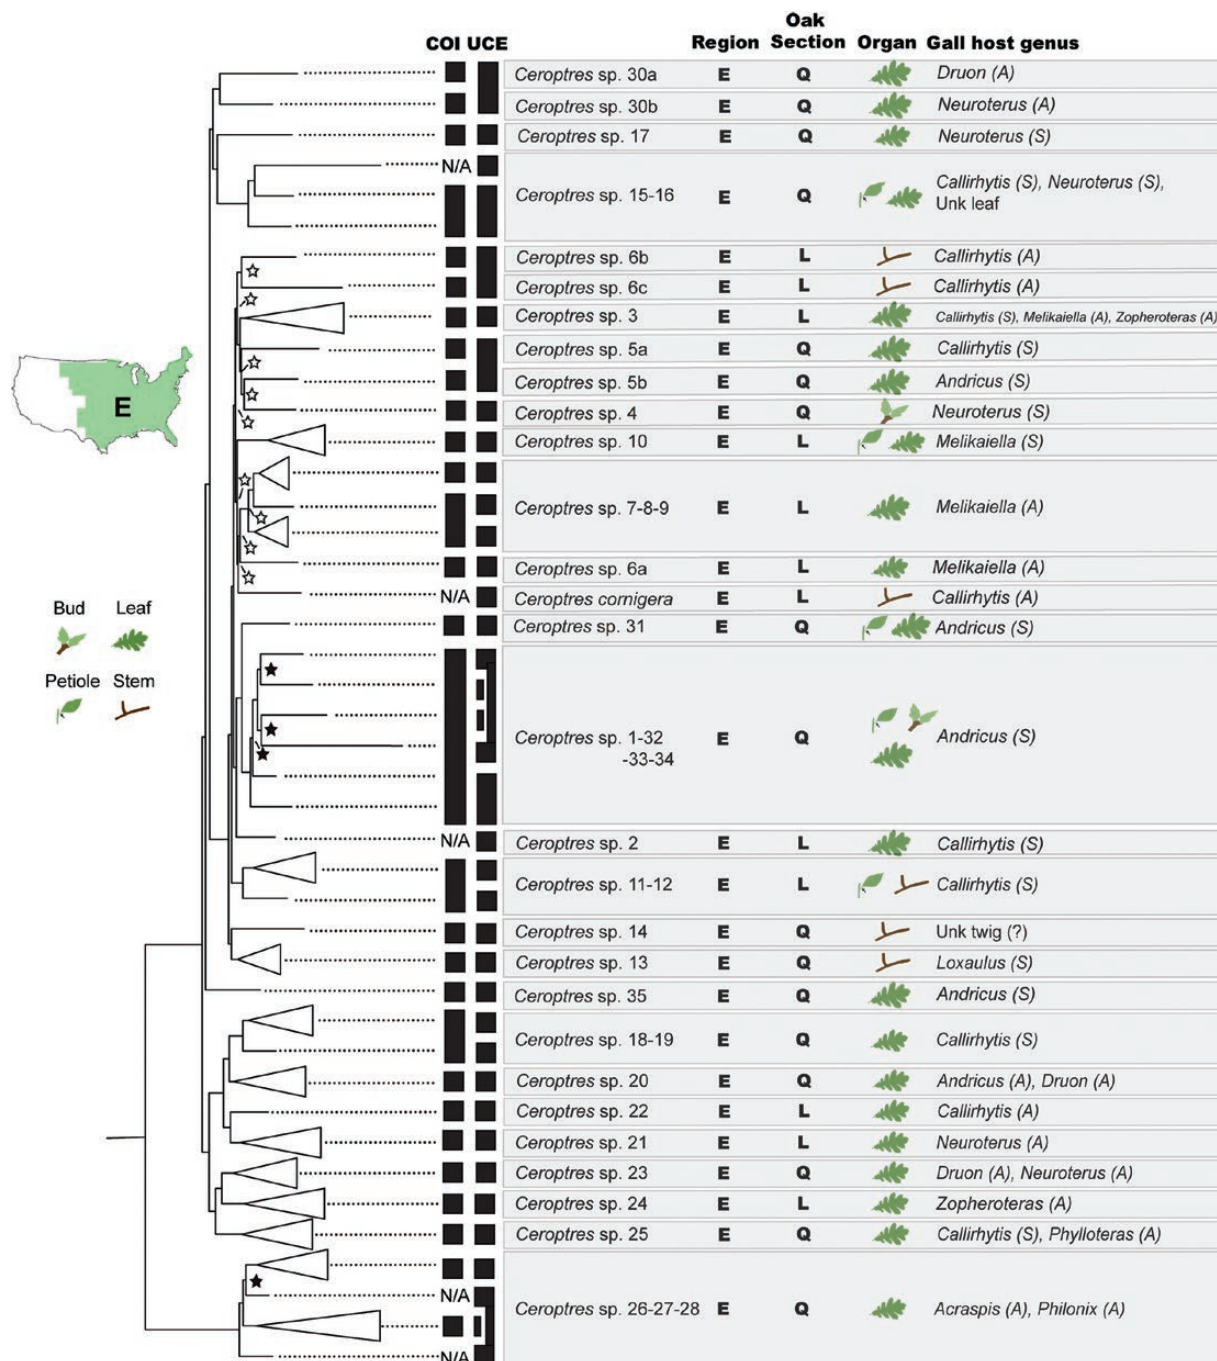 COI UCE Region Oak Section Organ Gall host genus
Ceroptres sp. 30a E Q Druon (A)
Ceroptres sp. 30b E Q Neuroterus (A)
Ceroptres sp. 17 E Q Neuroterus (S)
N/A
Ceroptres sp. 15-16 E Q Callirhytis (S), Neuroterus (S),
Unk leaf
Ceroptres sp. 6b E L Callirhytis (A)
Ceroptres sp. 6c E L Callirhytis (A)
Ceroptres sp. 3 E L Callirhytis (S), Melikaiella (A), Zopheroteras (A)
Ceroptres sp. 5a E Q Callirhytis (S)
Ceroptres sp. 5b E Q Andricus (S)
E
Ceroptres sp. 4 E Q Neuroterus (S)
Ceroptres sp. 10 E L Melikaiella (S)
Ceroptres sp. 7-8-9 E L Melikaiella (A)
Ceroptres sp. 6a E L Melikaiella (A)
N/A Ceroptres cornigera E L Callirhytis (A)
Bud Leaf
Ceroptres sp. 31 E Q Andricus (S)
Petiole Stem
Ceroptres sp. 1-32 E Q Andricus (S)
-33-34
N/A Ceroptres sp. 2 E L Callirhytis (S)
Ceroptres sp. 11-12 E L Callirhytis (S)
Ceroptres sp. 14 E Q Unk twig (?)
Ceroptres sp. 13 E Q Loxaulus (S)
Ceroptres sp. 35 E Q Andricus (S)
Ceroptres sp. 18-19 E Q Callirhytis (S)
Ceroptres sp. 20 E Q Andricus (A), Druon (A)
Ceroptres sp. 22 E L Callirhytis (A)
Ceroptres sp. 21 E L Neuroterus (A)
Ceroptres sp. 23 E Q Druon (A), Neuroterus (A)
Ceroptres sp. 24 E L Zopheroteras (A)
Ceroptres sp. 25 E Q Callirhytis (S), Phylloteras (A)
N/A
Ceroptres sp. 26-27-28 E Q Acraspis (A), Philonix (A)
N/A